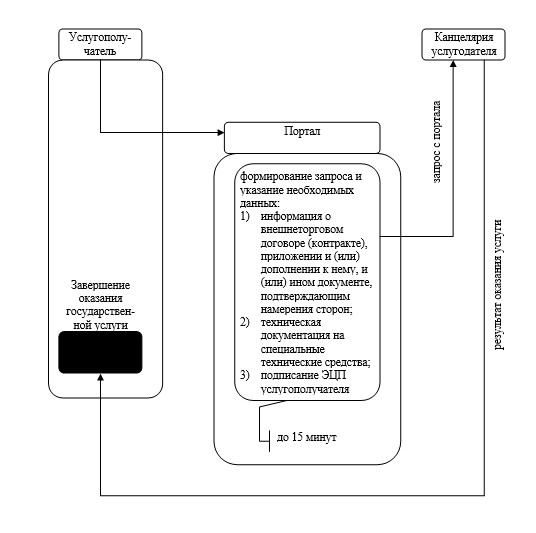 Услугополу-
чатель
Канцелярия
услугодателя
Портал
формирование запроса и
указание необходимых
данных:
1) информация о
внешнеторговом
договоре (контракте),
приложении и (или)
дополнении к нему, и
(или) ином документе,
подтверждающим
намерения сторон;
2) техническая
документация на
специальные
технические средства;
3) подписание ЭЦП
услугополучателя
до 15 минут
запрос с портала
результат оказания услуги
Завершение
оказания
государствен-
ной услуги